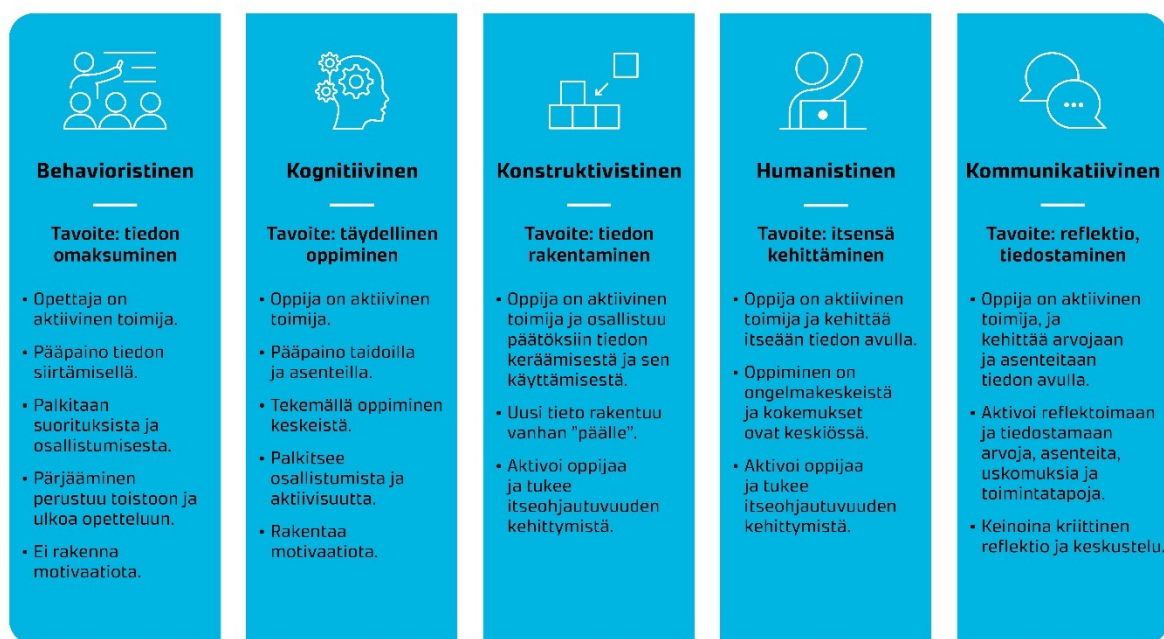 Behavioristinen
Tavoite: tiedon
omaksuminen
• Opettaja on
aktiivinen toimija.
• Pääpaino tiedon
siirtämisellä.
• Palkitaan
suorituksista ja
osallistumisesta.
• Pärjääminen
perustuu toistoon ja
ulkoa opetteluun.
• Ei rakenna
motivaatiota.
Kognitiivinen
Tavoite: täydellinen
oppiminen
• Oppija on aktiivinen
toimija.
• Pääpaino taidoilla
ja asenteilla.
• Tekemällä oppiminen
keskeistä.
• Palkitsee
osallistumista ja
aktiivisuutta.
• Rakentaa
motivaatiota.
Konstruktivistinen
Tavoite: tiedon
rakentaminen
• Oppija on aktiivinen
toimija ja osallistuu
päätöksiin tiedon
keräämisestä ja sen
käyttämisestä.
• Uusi tieto rakentuu
vanhan ”päälle”.
• Aktivoi oppijaa
ja tukee
itseohjautuvuuden
kehittymistä.
Humanistinen
Tavoite: itsensä
kehittäminen
• Oppija on aktiivinen
toimija ja kehittää
itseään tiedon avulla.
• Oppiminen on
ongelmakeskeistä
ja kokemukset
ovat keskiössä.
• Aktivoi oppijaa
ja tukee
itseohjautuvuuden
kehittymistä.
Kommunikatiivinen
Tavoite: reflektio,
tiedostaminen
• Oppija on aktiivinen
toimija, ja
kehittää arvojaan
ja asenteitaan
tiedon avulla.
• Aktivoi reflektoimaan
ja tiedostamaan
arvoja, asenteita,
uskomuksia ja
toimintatapoja.
• Keinoina kriittinen
reflektio ja keskustelu.